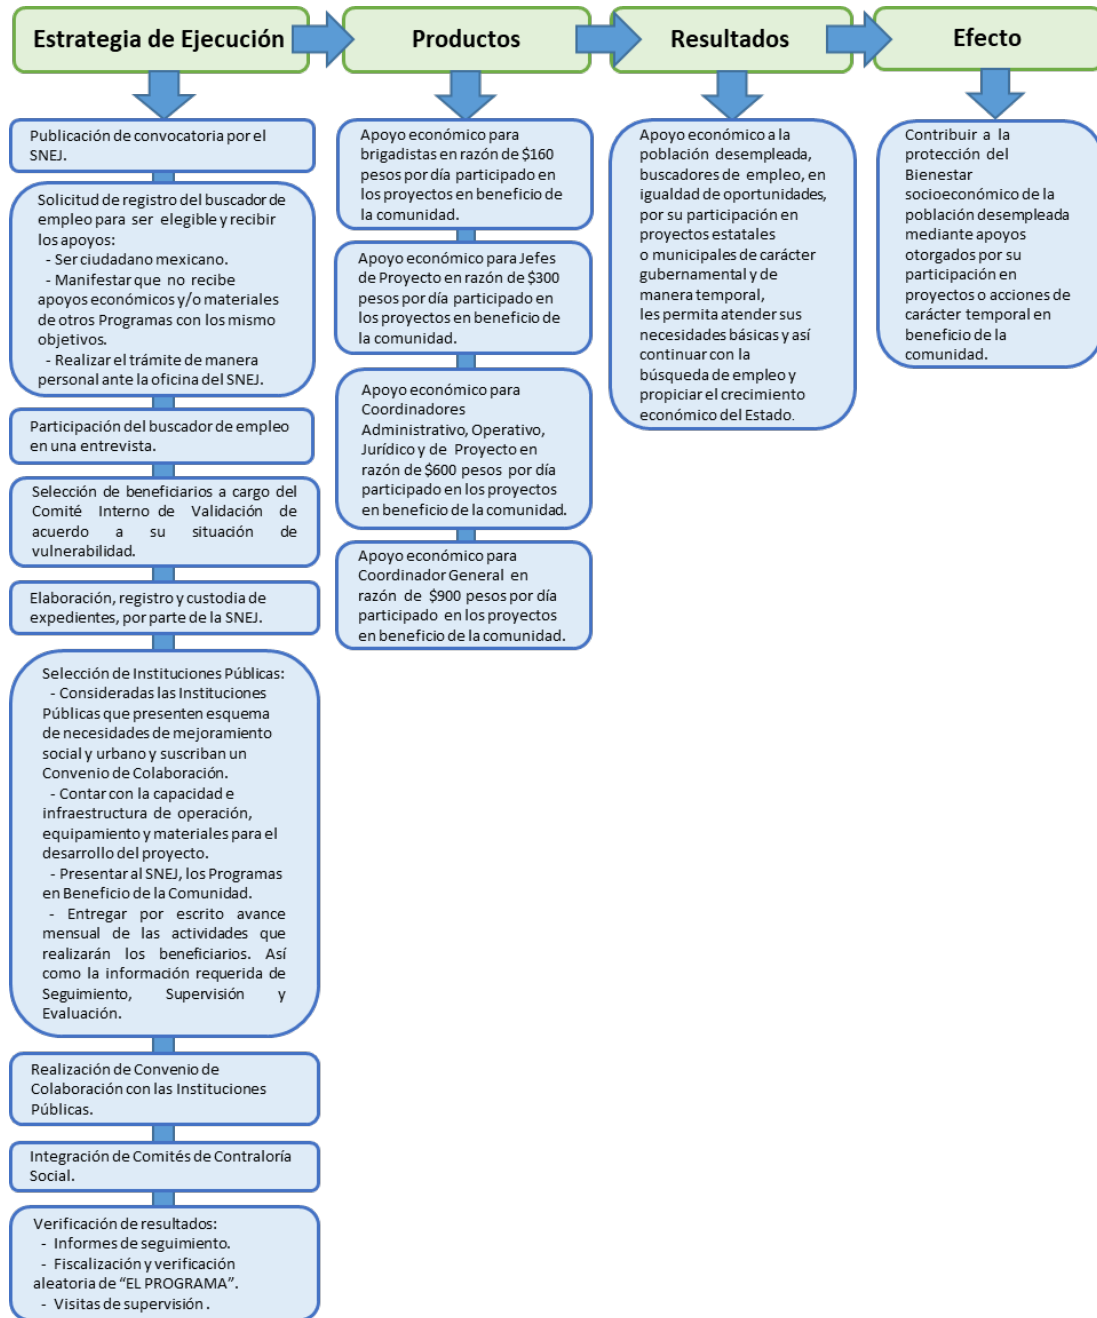 Estrategia de Ejecución
Productos
Resultados
Efecto
Publicación de convocatoria por el
SNEJ.
Solicitud de registro del buscador de
empleo para ser elegible y recibir
los apoyos:
- Ser ciudadano mexicano.
- Manifestar que no recibe
apoyos económicos y/o materiales
de otros Programas con los mismo
objetivos.
- Realizar el trámite de manera
personal ante la oficina del SNEJ.
Participación del buscador de empleo
en una entrevista.
Selección de beneficiarios a cargo del
Comité Interno de Validación de
acuerdo a su situación de
vulnerabilidad.
Elaboración, registro y custodia de
expedientes, por parte de la SNEJ.
Selección de Instituciones Públicas:
- Consideradas las Instituciones
Públicas que presenten esquema
de necesidades de mejoramiento
social y urbano y suscriban un
Convenio de Colaboración.
- Contar con la capacidad e
infraestructura de operación,
equipamiento y materiales para el
desarrollo del proyecto.
- Presentar al SNEJ, los Programas
en Beneficio de la Comunidad.
- Entregar por escrito avance
mensual de las actividades que
realizarán los beneficiarios. Así
como la información requerida de
Seguimiento, Supervisión y
Evaluación.
Realización de Convenio de
Colaboración con las Instituciones
Públicas.
Integración de Comités de Contraloría
Social.
Verificación de resultados:
- Informes de seguimiento.
- Fiscalización y verificación
aleatoria de “EL PROGRAMA”.
- Visitas de supervisión .
Apoyo económico para
brigadistas en razón de $160
pesos por día participado en
los proyectos en beneficio de
la comunidad.
Apoyo económico para Jefes
de Proyecto en razón de $300
pesos por día participado en
los proyectos en beneficio de
la comunidad.
Apoyo económico para
Coordinadores
Administrativo, Operativo,
Jurídico y de Proyecto en
razón de $600 pesos por día
participado en los proyectos
en beneficio de la comunidad.
Apoyo económico para
Coordinador General en
razón de $900 pesos por día
participado en los proyectos
en beneficio de la comunidad.
Apoyo económico a la
población desempleada,
buscadores de empleo, en
igualdad de oportunidades,
por su participación en
proyectos estatales
o municipales de carácter
gubernamental y de
manera temporal,
les permita atender sus
necesidades básicas y así
continuar con la
búsqueda de empleo y
propiciar el crecimiento
económico del Estado.
Contribuir a la
protección del
Bienestar
socioeconómico de la
población desempleada
mediante apoyos
otorgados por su
participación en
proyectos o acciones de
carácter temporal en
beneficio de la
comunidad.